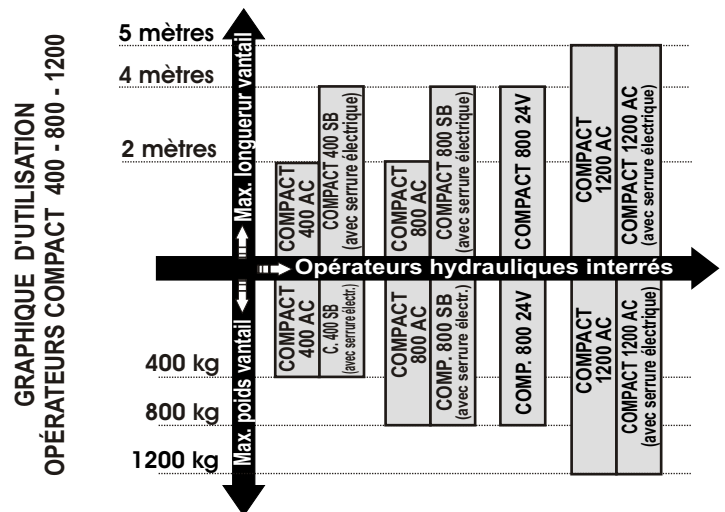 GRAPHIQUE D'UTILISATION
OPÉRATEURS COMPACT 400 - 800 - 1200
5 mètres
4 mètres
2 mètres
Max. longuerur vantail
COMPACT
400 AC
COMPACT 400 SB
(avec serrure électrique)
COMPACT
800 AC
COMPACT 800 SB
(avec serrure électrique)
COMPACT 800 24V
COMPACT
1200 AC
COMPACT 1200 AC
(avec serrure électrique)
Opérateurs hydrauliques interrés
400 kg
800 kg
1200 kg
Max. poids vantail
COMPACT
400 AC
C. 400 SB
(avec serrure électr.)
COMPACT
800 AC
COMP. 800 SB
(avec serrure électr.)
COMP. 800 24V
COMPACT
1200 AC
COMPACT 1200 AC
(avec serrure électrique)